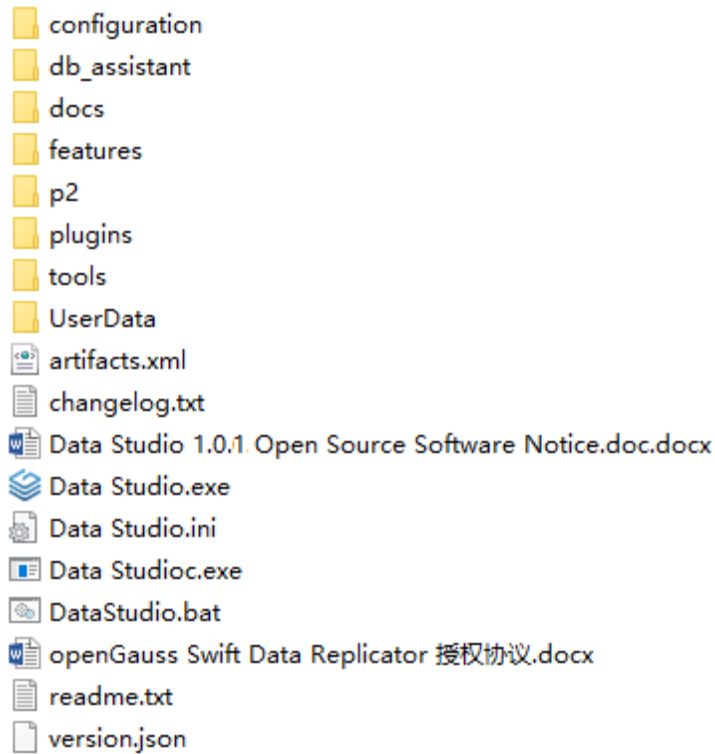 configuration
db_assistant
docs
features
p2
plugins
tools
UserData
artifacts.xml
changelog.txt
Data Studio 1.0.1 Open Source Software Notice.doc.docx
Data Studio.exe
Data Studio.ini
Data Studioc.exe
DataStudio.bat
openGauss Swift Data Replicator 授权协议.docx
readme.txt
version.json